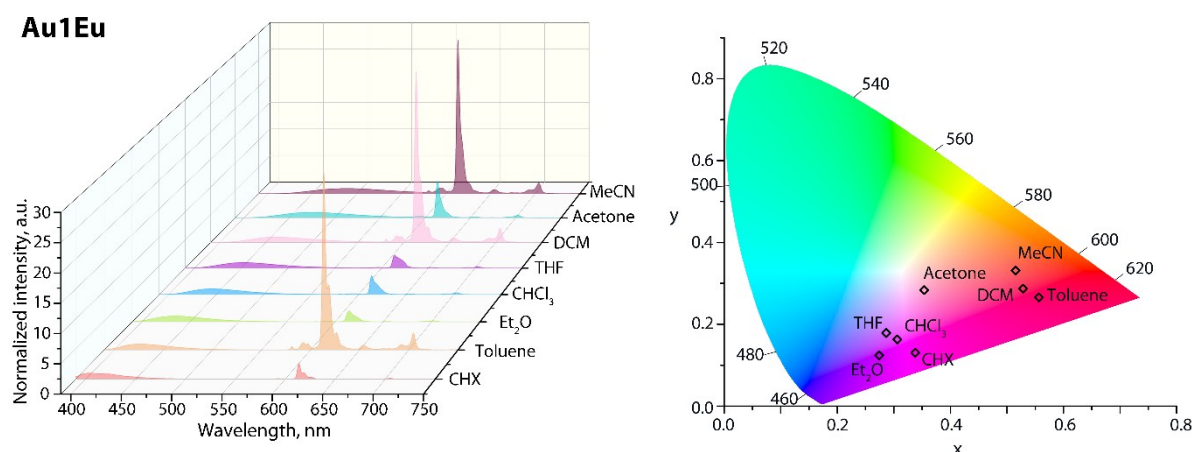 Au1Eu
Normalized intensity, a.u.
30
25
20
15
10
5
0
400 450 500 550 600 650 700 750
Wavelength, nm
MeCN
Acetone
DCM
THF
CHCl₃
Et₂O
Toluene
CHX
y
0.8
0.6
0.4
0.2
0.0
0.2 0.4 0.6 0.8
x
520
540
560
500
580
600
620
480
460
MeCN
Acetone
DCM
Toluene
THF
CHCl₃
Et₂O
CHX